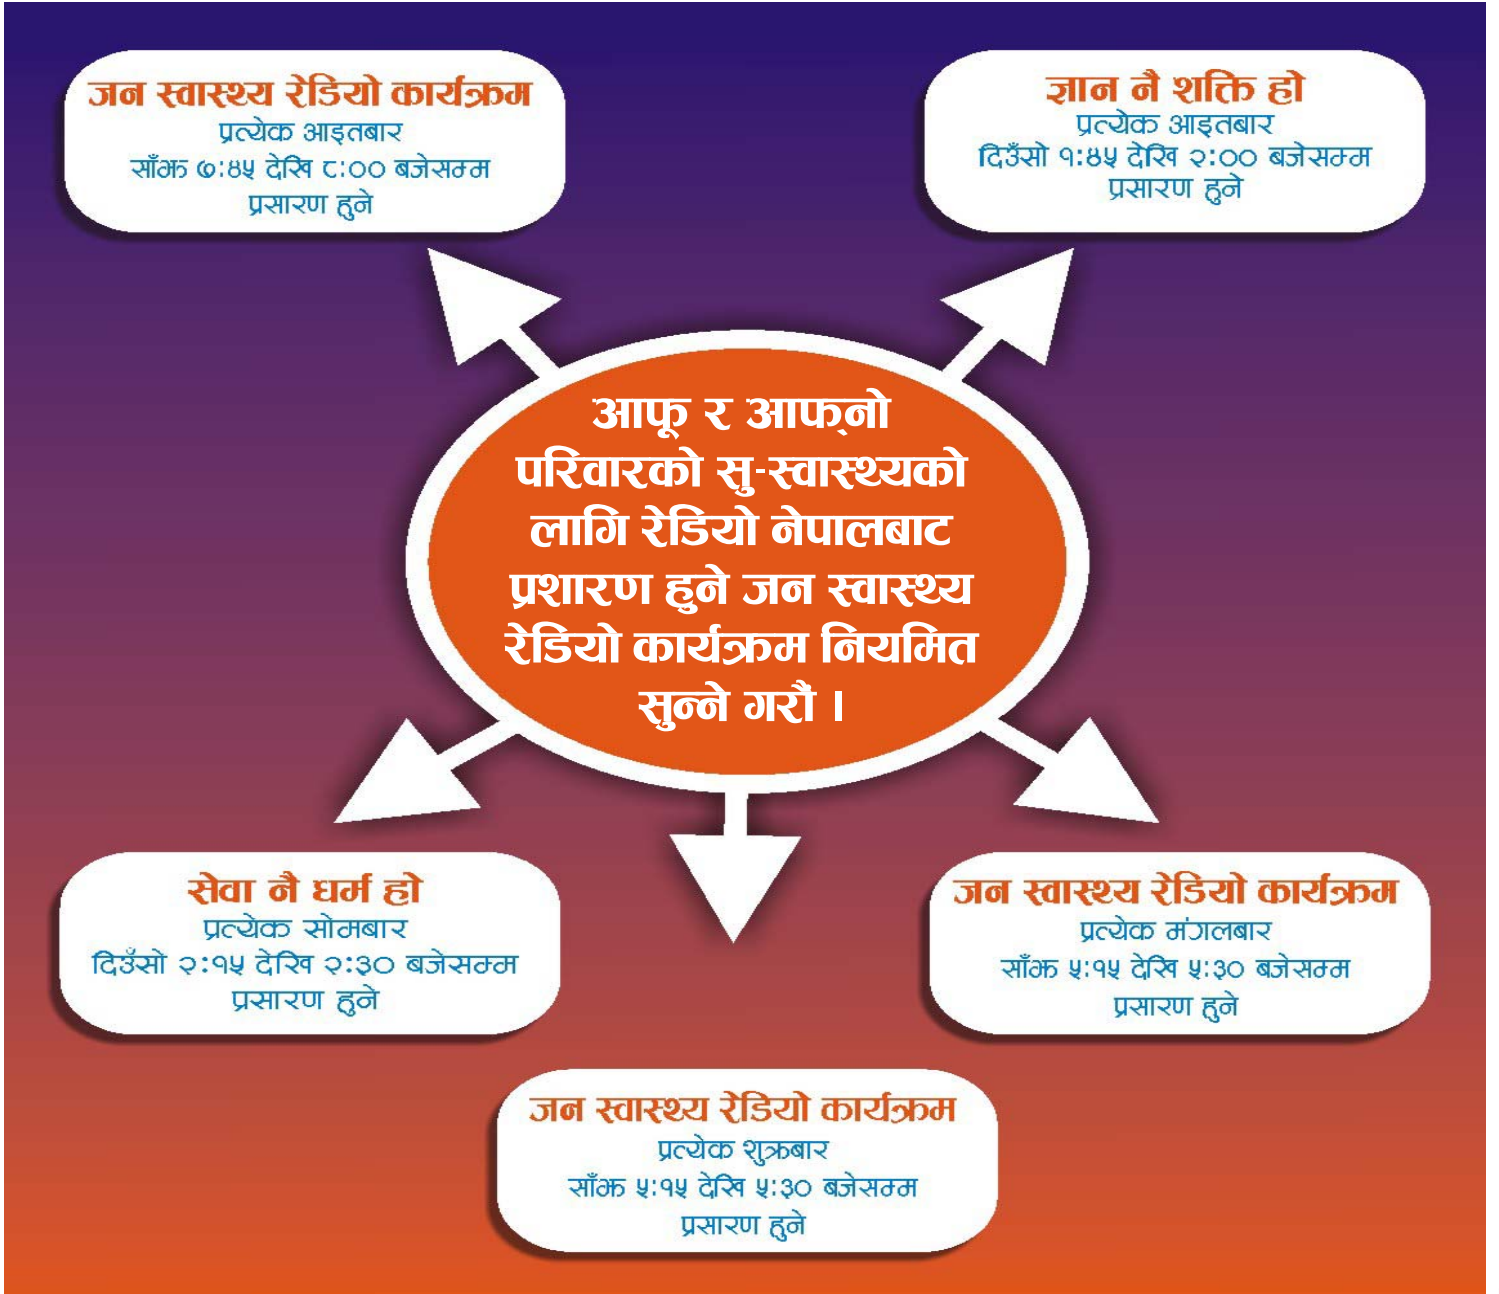 जन स्वास्थ्य रेडियो कार्यक्रम
प्रत्येक आइतबार
साँझ ७:४५ देखि ८:०० बजेसम्म
प्रसारण हुने
ज्ञान नै शक्ति हो
प्रत्येक आइतबार
दिउँसो १:४५ देखि २:०० बजेसम्म
प्रसारण हुने
आफू र आफ्‍नो
परिवारको सु-स्वास्थ्यको
लागि रेडियो नेपालबाट
प्रशारण हुने जन स्वास्थ्य
रेडियो कार्यक्रम नियमित
सुन्ने गरौं ।
सेवा नै धर्म हो
प्रत्येक सोमबार
दिउँसो २:१५ देखि २:३० बजेसम्म
प्रसारण हुने
जन स्वास्थ्य रेडियो कार्यक्रम
प्रत्येक मंगलबार
साँझ ५:१५ देखि ५:३० बजेसम्म
प्रसारण हुने
जन स्वास्थ्य रेडियो कार्यक्रम
प्रत्येक शुक्रबार
साँझ ५:१५ देखि ५:३० बजेसम्म
प्रसारण हुने